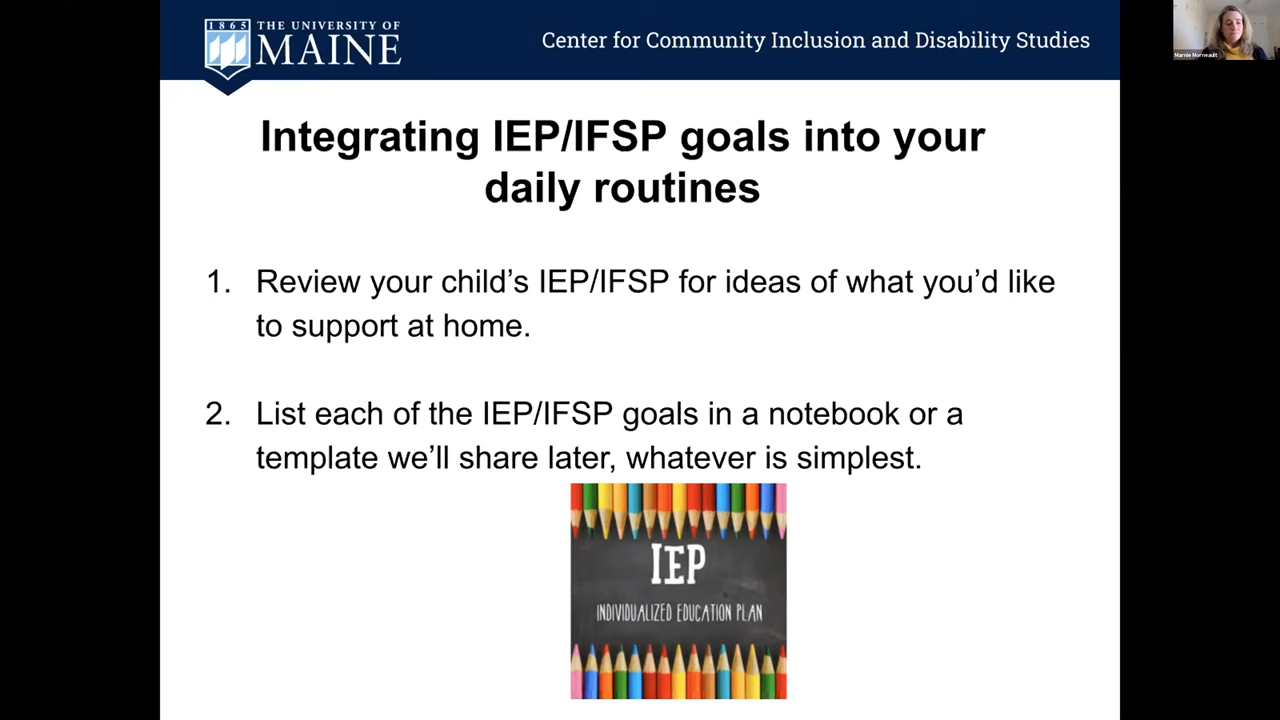 1865
THE UNIVERSITY OF
MAINE
Center for Community Inclusion and Disability Studies
Marnie Morneault
Integrating IEP/IFSP goals into your
daily routines
1. Review your child’s IEP/IFSP for ideas of what you’d like
to support at home.
2. List each of the IEP/IFSP goals in a notebook or a
template we’ll share later, whatever is simplest.
IEP
INDIVIDUALIZED EDUCATION PLAN